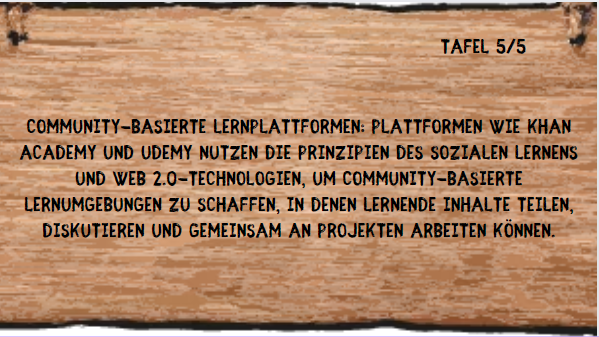 TAFEL 5/5
COMMUNITY-BASIERTE LERNPLATTFORMEN: PLATTFORMEN WIE KHAN
ACADEMY UND UDEMY NUTZEN DIE PRINZIPIEN DES SOZIALEN LERNENS
UND WEB 2.0-TECHNOLOGIEN, UM COMMUNITY-BASIERTE
LERNUMGEBUNGEN ZU SCHAFFEN, IN DENEN LERNENDE INHALTE TEILEN,
DISKUTIEREN UND GEMEINSAM AN PROJEKTEN ARBEITEN KÖNNEN.